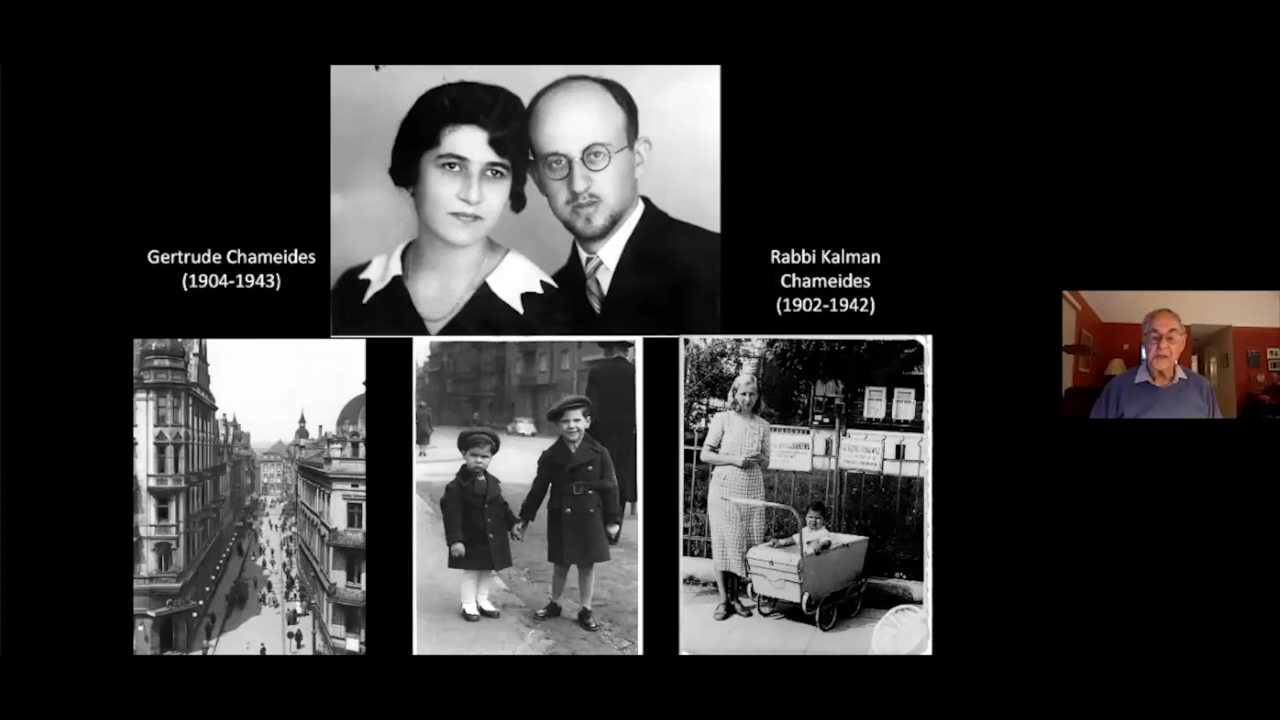 Gertrude Chameides
(1904-1943)
Rabbi Kalman
Chameides
(1902-1942)